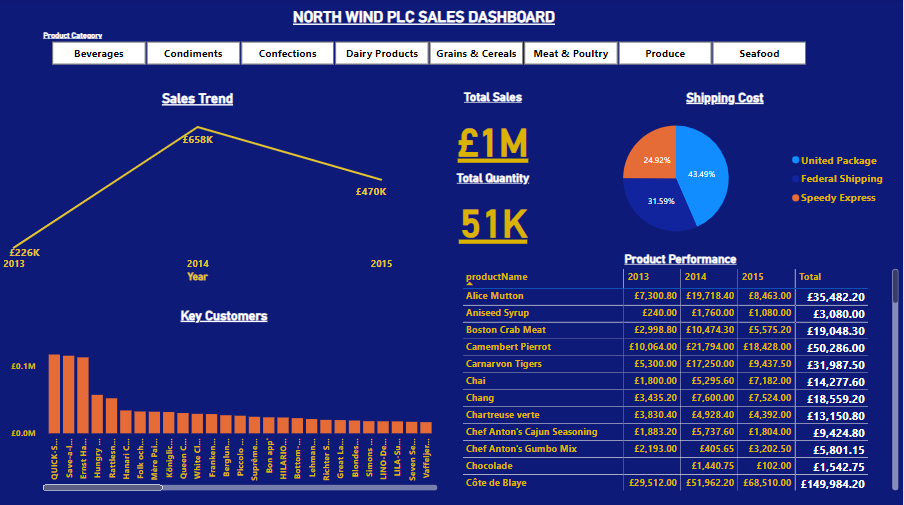 NORTH WIND PLC SALES DASHBOARD
Product Category
Beverages Condiments Confections Dairy Products Grains & Cereals Meat & Poultry Produce Seafood
Sales Trend
£658K
£470K
£226K
2013 2014 2015
Year
Total Sales
£1M
Total Quantity
51K
Shipping Cost
24.92%
43.49%
31.59%
United Package
Federal Shipping
Speedy Express
Key Customers
£0.1M
£0.0M
QUICK-S...
Save-a-l...
Ernst Ha...
Hungry ...
Rattlesn...
Hanari C...
Folk och...
Mère Pai...
Königlic...
Queen C...
White Cl...
Franken...
Berglun...
Piccolo ...
Suprême...
Bon app'
HILARIO...
Bottom-...
Lehman...
Richter S...
Great La...
Blondes...
Simons ...
LINO-De...
LILA-Su...
Seven Se...
Vaffeljer...
Product Performance
productName 2013 2014 2015 Total
Alice Mutton £7,300.80 £19,718.40 £8,463.00 £35,482.20
Aniseed Syrup £240.00 £1,760.00 £1,080.00 £3,080.00
Boston Crab Meat £2,998.80 £10,474.30 £5,575.20 £19,048.30
Camembert Pierrot £10,064.00 £21,794.00 £18,428.00 £50,286.00
Carnarvon Tigers £5,300.00 £17,250.00 £9,437.50 £31,987.50
Chai £1,800.00 £5,295.60 £7,182.00 £14,277.60
Chang £3,435.20 £7,600.00 £7,524.00 £18,559.20
Chartreuse verte £3,830.40 £4,928.40 £4,392.00 £13,150.80
Chef Anton's Cajun Seasoning £1,883.20 £5,737.60 £1,804.00 £9,424.80
Chef Anton's Gumbo Mix £2,193.00 £405.65 £3,202.50 £5,801.15
Chocolade £1,440.75 £102.00 £1,542.75
Côte de Blaye £29,512.00 £51,962.20 £68,510.00 £149,984.20